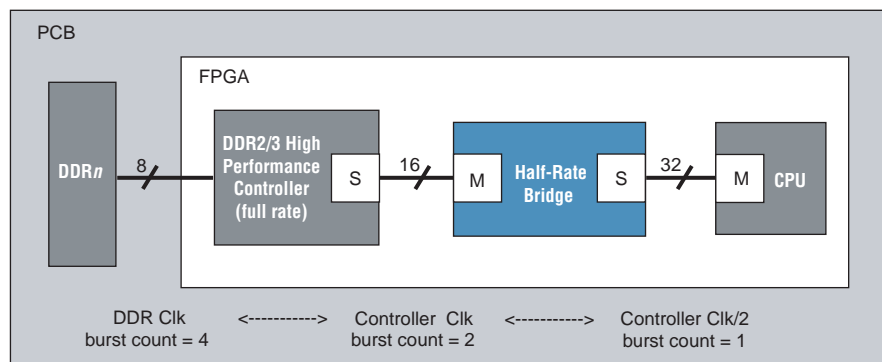 PCB
FPGA
DDRn
8
DDR2/3 High
Performance
Controller
(full rate)
S
16
M
Half-Rate
Bridge
S
32
M
CPU
DDR Clk <-----------> Controller Clk <-----------> Controller Clk/2
burst count = 4 burst count = 2 burst count = 1